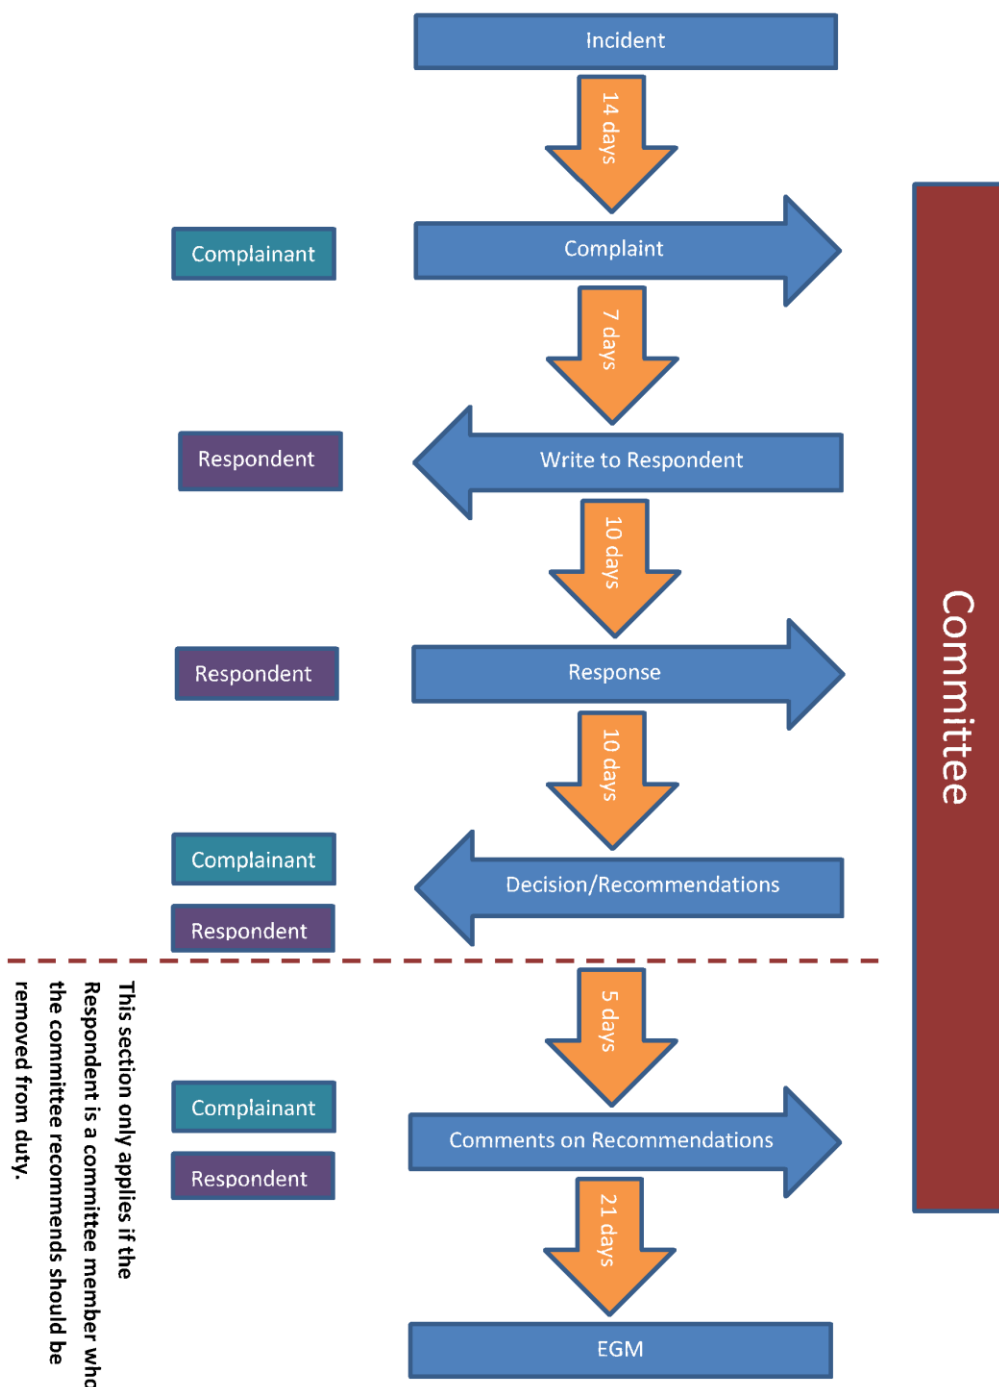 Incident
14 days
Complainant
Complaint
7 days
Respondent
Write to Respondent
10 days
Respondent
Response
10 days
Complainant
Decision/Recommendations
Respondent
Committee
5 days
This section only applies if the
Respondent is a committee member who
the committee recommends should be
removed from duty.
Complainant
Comments on Recommendations
Respondent
21 days
EGM